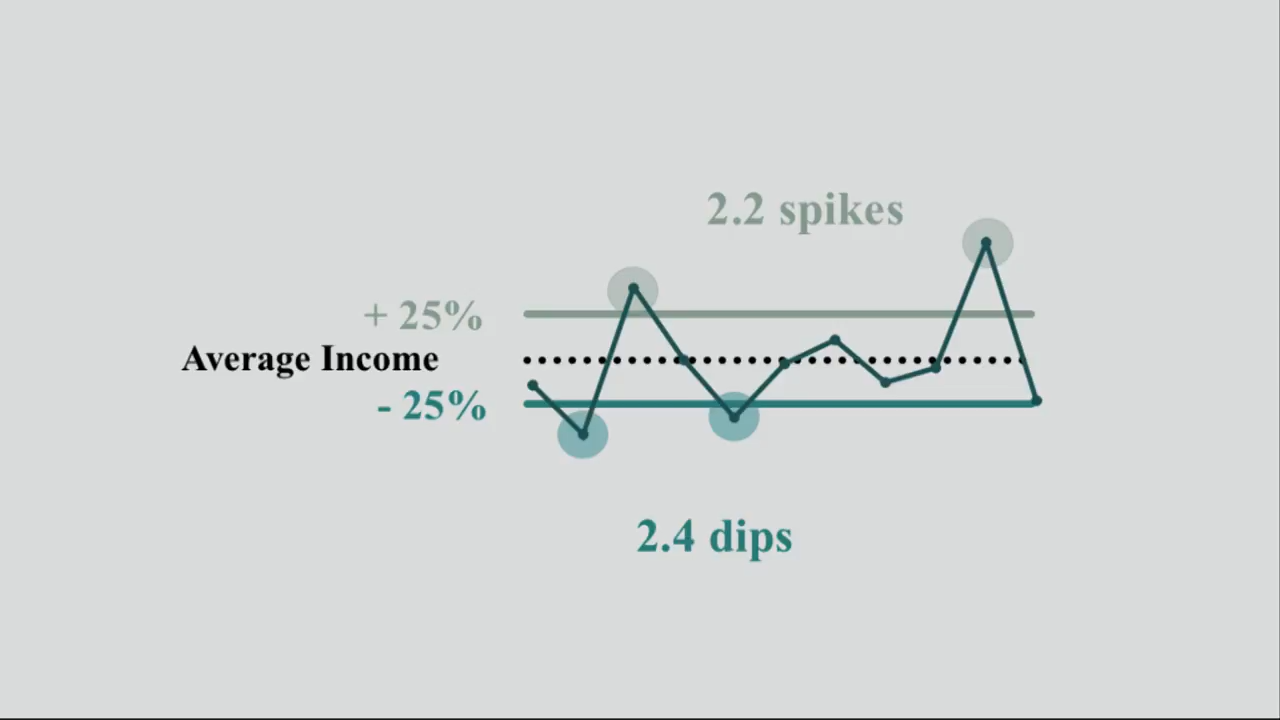 2.2 spikes
+ 25%
Average Income
- 25%
2.4 dips